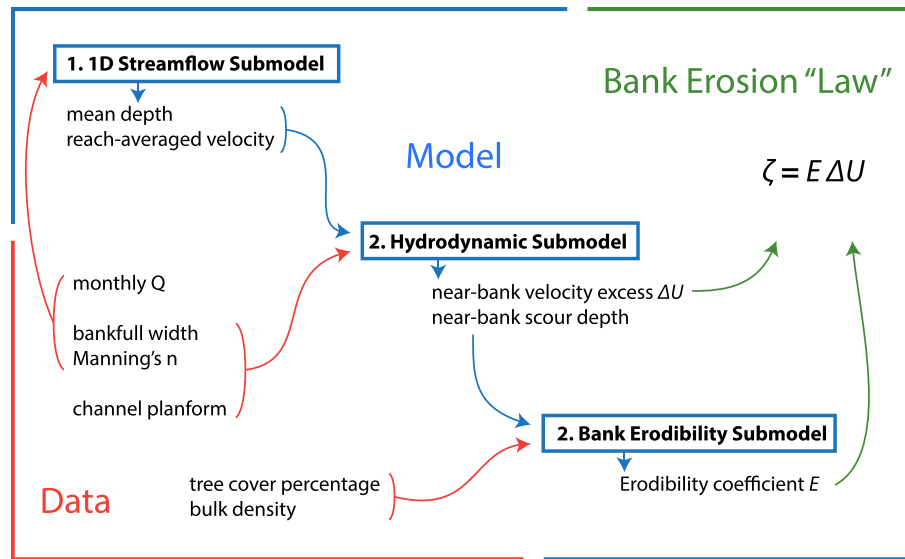 1. 1D Streamflow Submodel
mean depth
reach-averaged velocity
Bank Erosion “Law”
Model
ζ = E ΔU
2. Hydrodynamic Submodel
near-bank velocity excess ΔU
near-bank scour depth
monthly Q
bankfull width
Manning’s n
channel planform
2. Bank Erodibility Submodel
Erodibility coefficient E
Data
tree cover percentage
bulk density